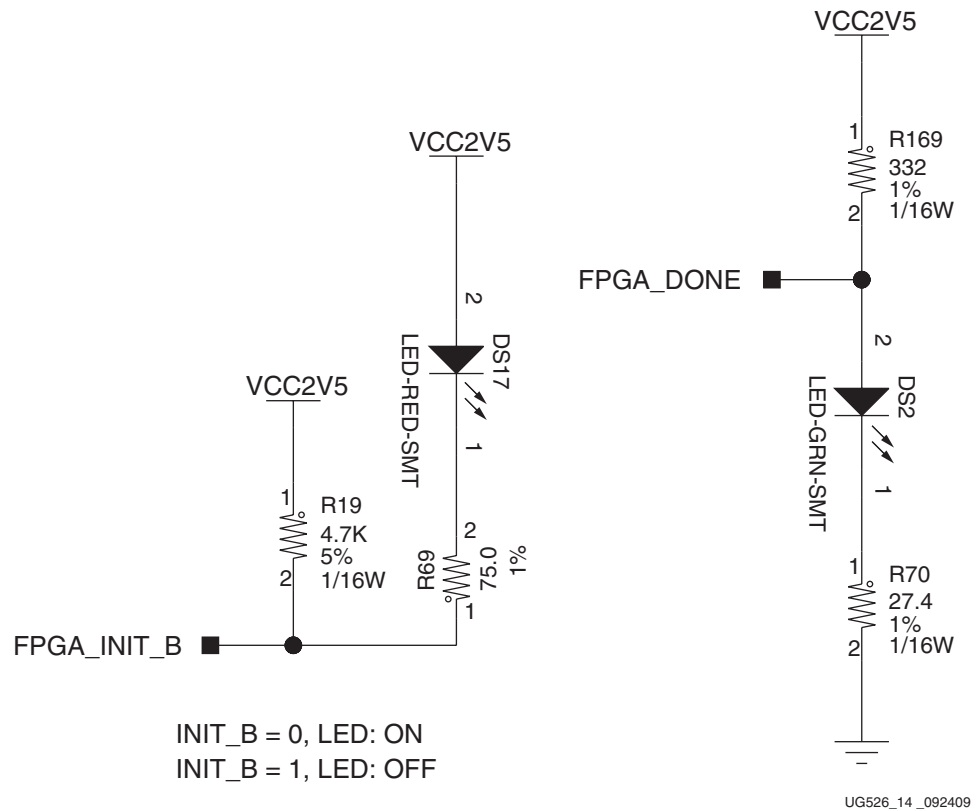 VCC2V5
1
R169
332
1%
1/16W
2
FPGA_DONE
2
DS2
LED-GRN-SMT
1
1
R70
27.4
1%
1/16W
2
VCC2V5
2
DS17
LED-RED-SMT
1
2
R69
75.0
1%
1
VCC2V5
1
R19
4.7K
5%
1/16W
2
FPGA_INIT_B
INIT_B = 0, LED: ON
INIT_B = 1, LED: OFF
UG526_14 _092409